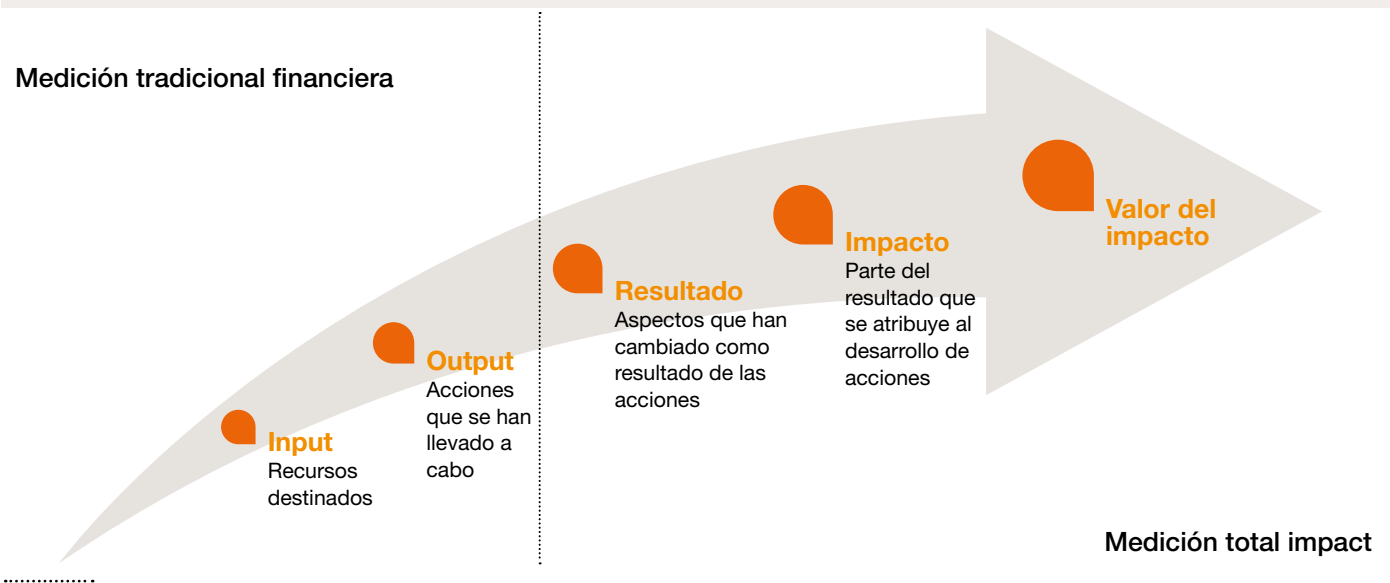 Medición tradicional financiera
Input
Recursos
destinados
Output
Acciones
que se han
llevado a
cabo
Resultado
Aspectos que han
cambiado como
resultado de las
acciones
Impacto
Parte del
resultado que
se atribuye al
desarrollo de
acciones
Valor del
impacto
Medición total impact